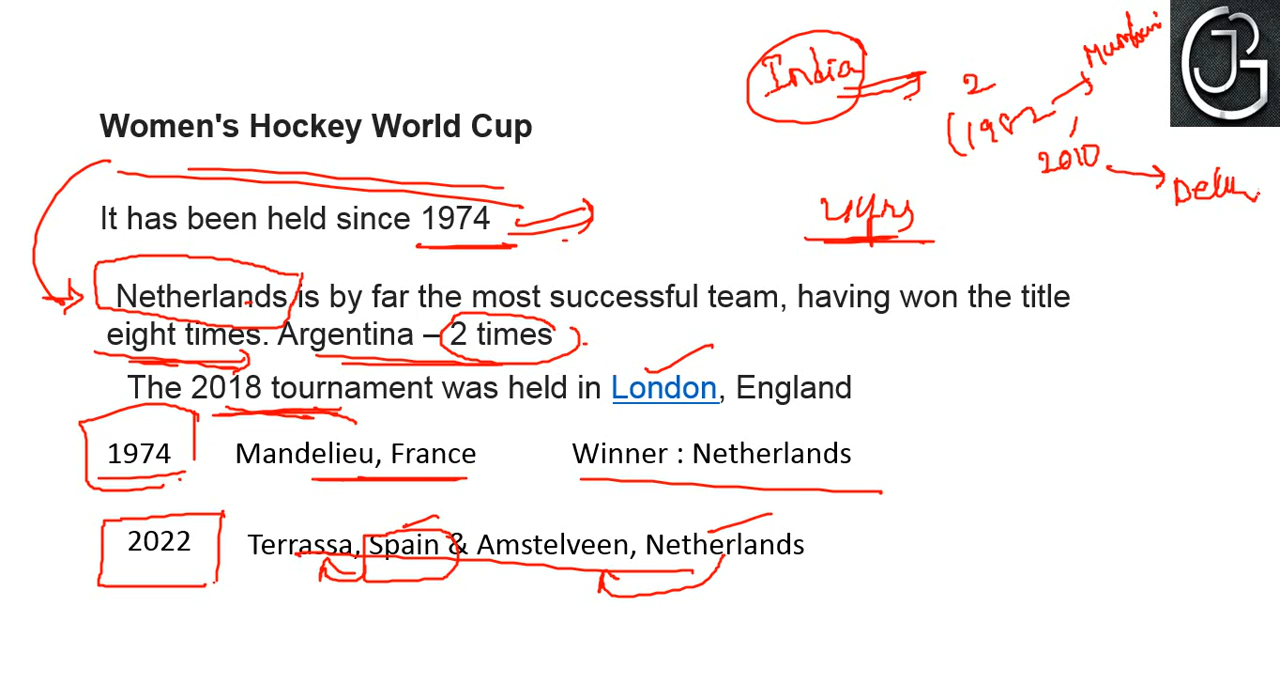 India
2
Mumbai
(1982
2010
Delhi
Women's Hockey World Cup
It has been held since 1974
4yrs
Netherlands is by far the most successful team, having won the title
eight times. Argentina – 2 times
The 2018 tournament was held in London, England
1974 Mandelieu, France Winner : Netherlands
2022 Terrassa, Spain & Amstelveen, Netherlands